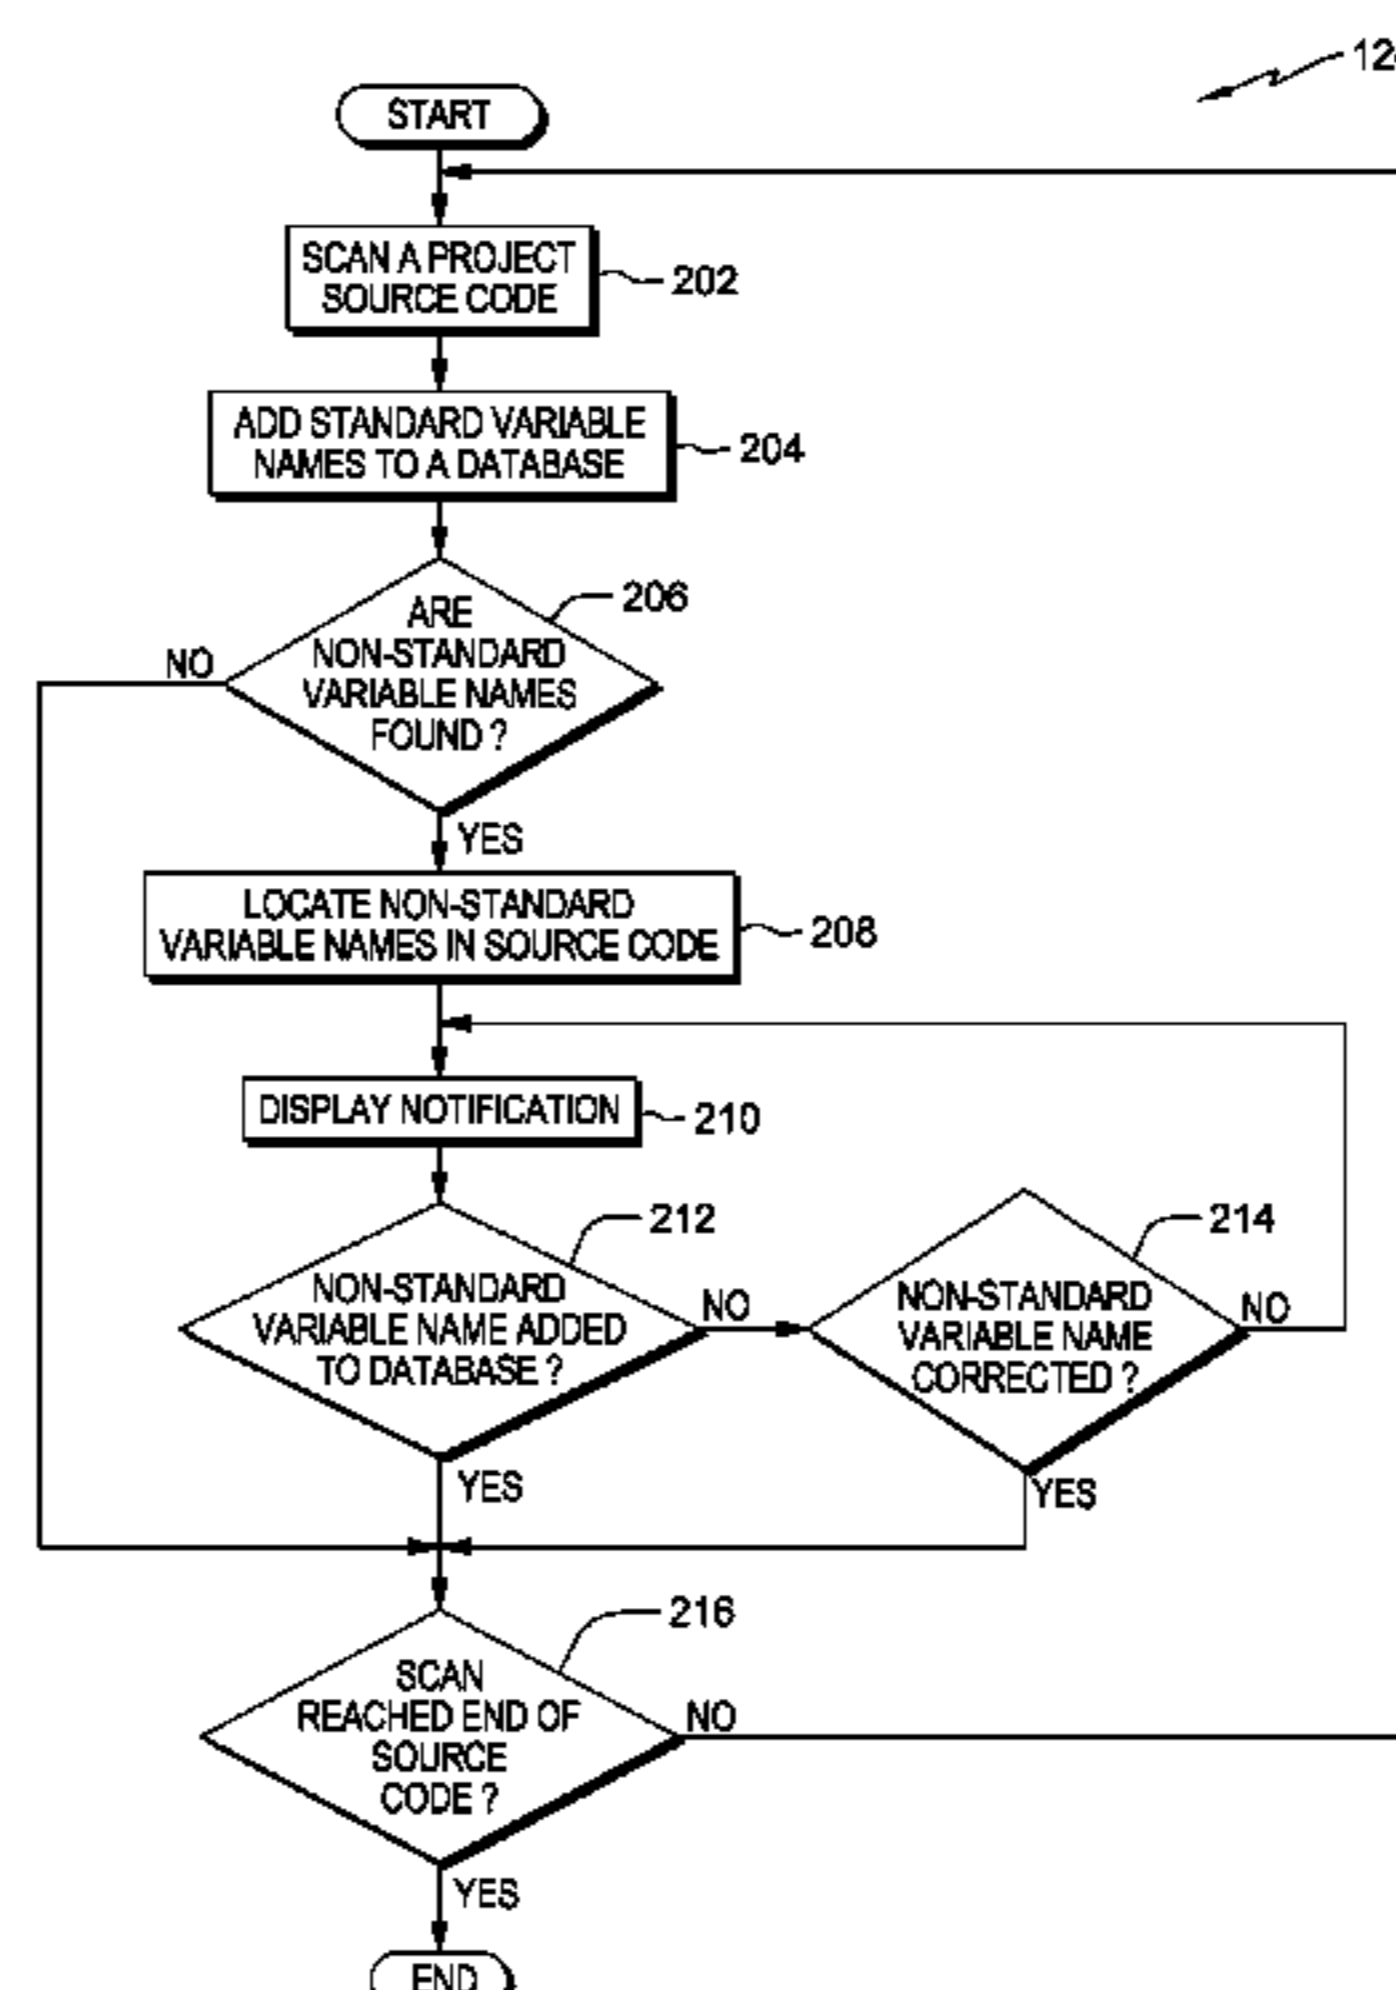 START
SCAN A PROJECT
SOURCE CODE
202
ADD STANDARD VARIABLE
NAMES TO A DATABASE
204
ARE
NON-STANDARD
VARIABLE NAMES
FOUND ?
206
NO
YES
LOCATE NON-STANDARD
VARIABLE NAMES IN SOURCE CODE
208
DISPLAY NOTIFICATION
210
NON-STANDARD
VARIABLE NAME ADDED
TO DATABASE ?
212
NO
YES
NON-STANDARD
VARIABLE NAME
CORRECTED ?
214
NO
YES
SCAN
REACHED END OF
SOURCE
CODE ?
216
NO
YES
END